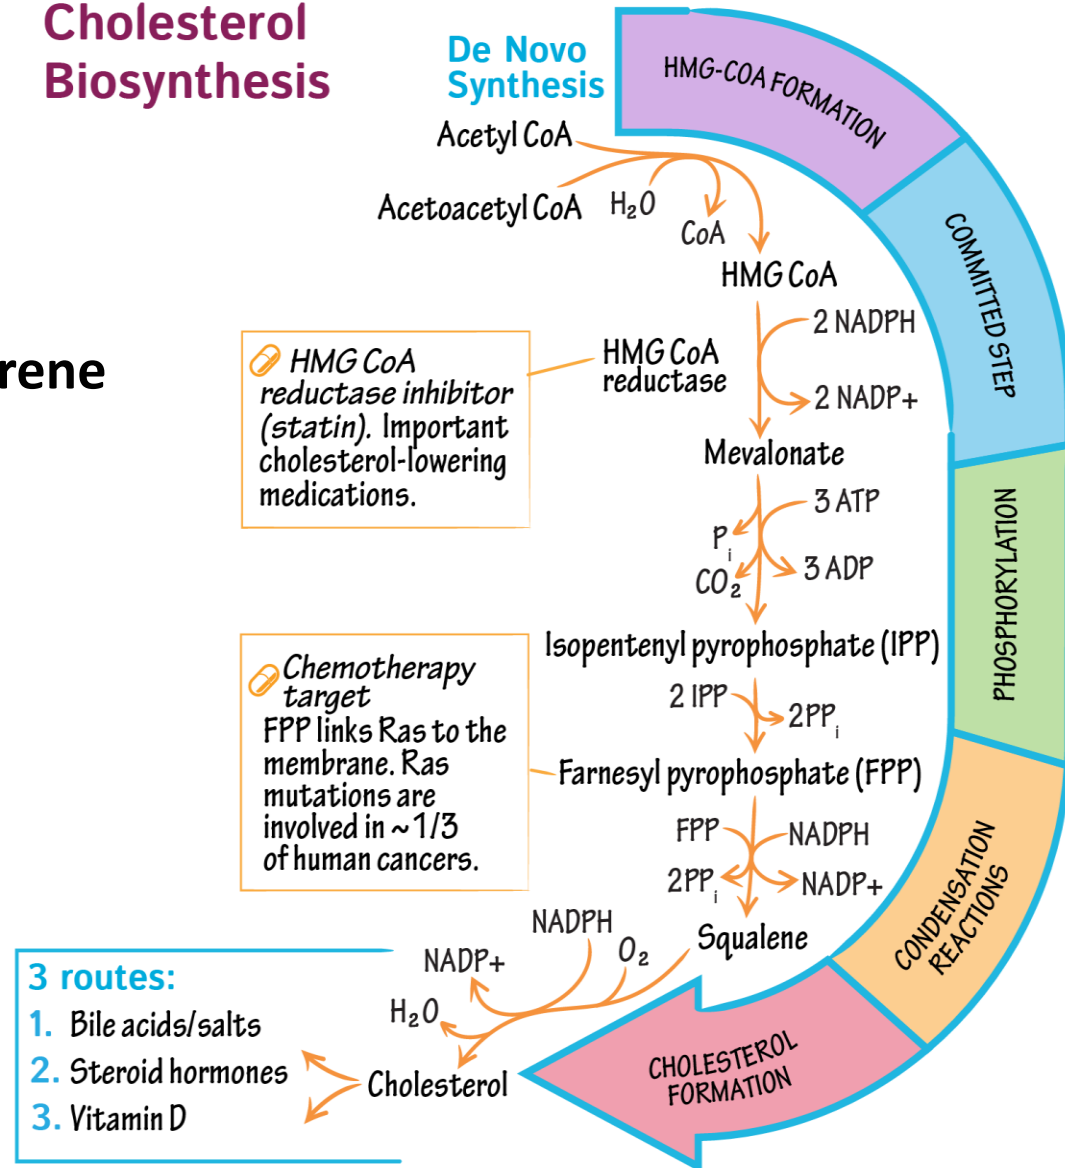 Cholesterol
Biosynthesis
De Novo
Synthesis
HMG-COA FORMATION
Acetyl CoA
Acetoacetyl CoA
H₂O
CoA
HMG CoA
COMMITTED STEP
2 NADPH
HMG CoA
reductase
2 NADP+
rene
HMG CoA
reductase inhibitor
(statin). Important
cholesterol-lowering
medications.
Mevalonate
3 ATP
Pi
3 ADP
CO₂
PHOSPHORYLATION
Isopentenyl pyrophosphate (IPP)
2 IPP
2PPi
Chemotherapy
target
FPP links Ras to the
membrane. Ras
mutations are
involved in ~1/3
of human cancers.
Farnesyl pyrophosphate (FPP)
FPP
NADPH
2PPi
NADP+
CONDENSATION
REACTIONS
Squalene
NADPH
O₂
NADP+
H₂O
CHOLESTEROL
FORMATION
Cholesterol
3 routes:
1. Bile acids/salts
2. Steroid hormones
3. Vitamin D